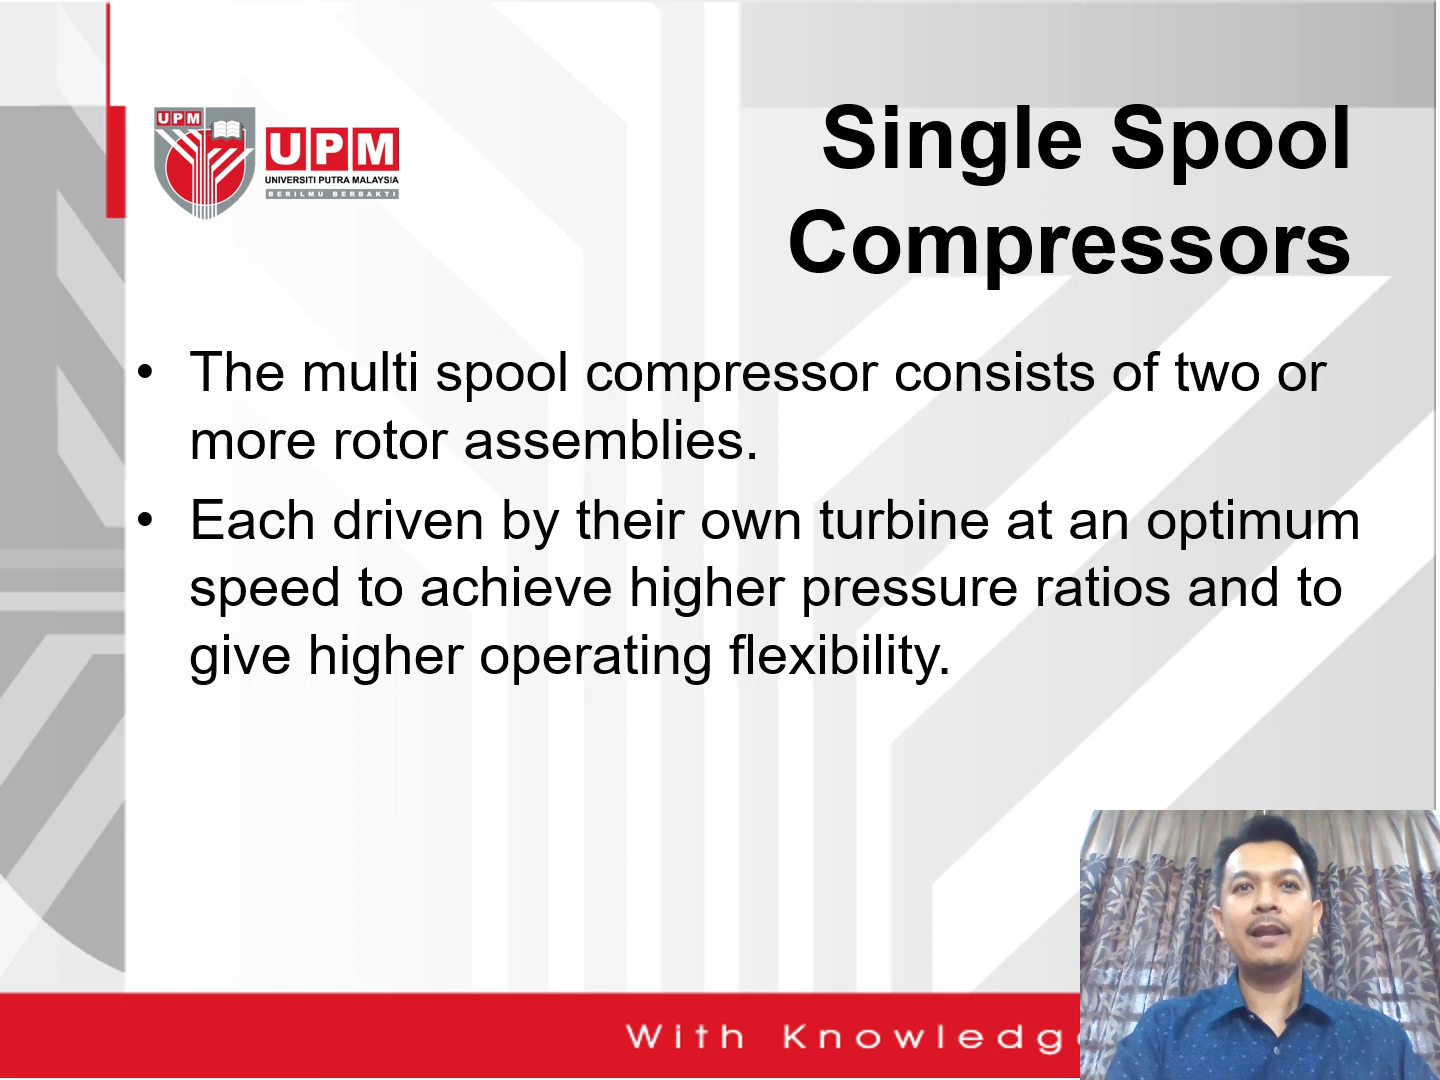 UPM
UPM
UNIVERSITI PUTRA MALAYSIA
BERILMU BERBAKTI
Single Spool
Compressors
• The multi spool compressor consists of two or
more rotor assemblies.
• Each driven by their own turbine at an optimum
speed to achieve higher pressure ratios and to
give higher operating flexibility.
With Knowledge